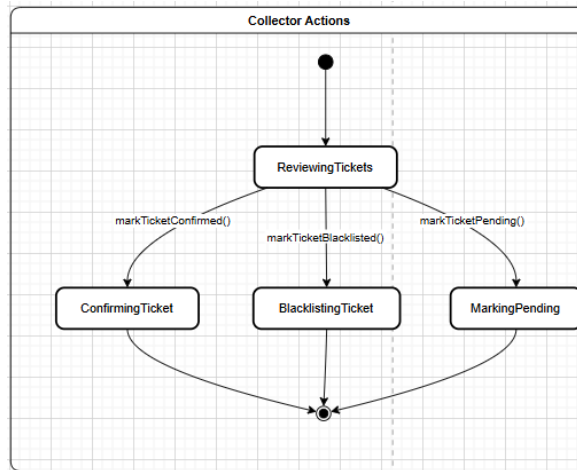 Collector Actions
ReviewingTickets
markTicketConfirmed()
markTicketBlacklisted()
markTicketPending()
ConfirmingTicket
BlacklistingTicket
MarkingPending